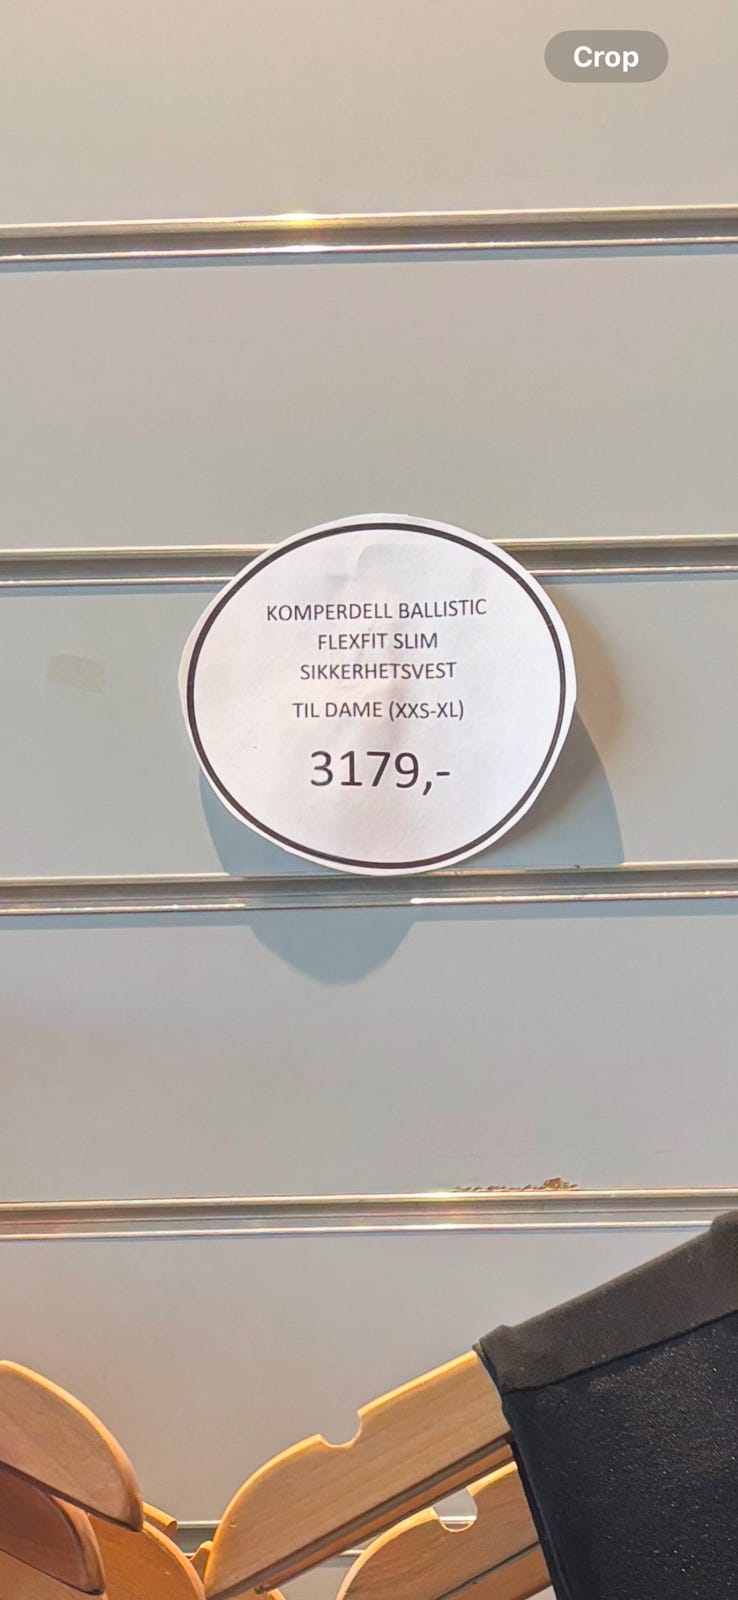 Crop
KOMPERDELL BALLISTIC
FLEXFIT SLIM
SIKKERHETSVEST
TIL DAME (XXS-XL)
3179,-